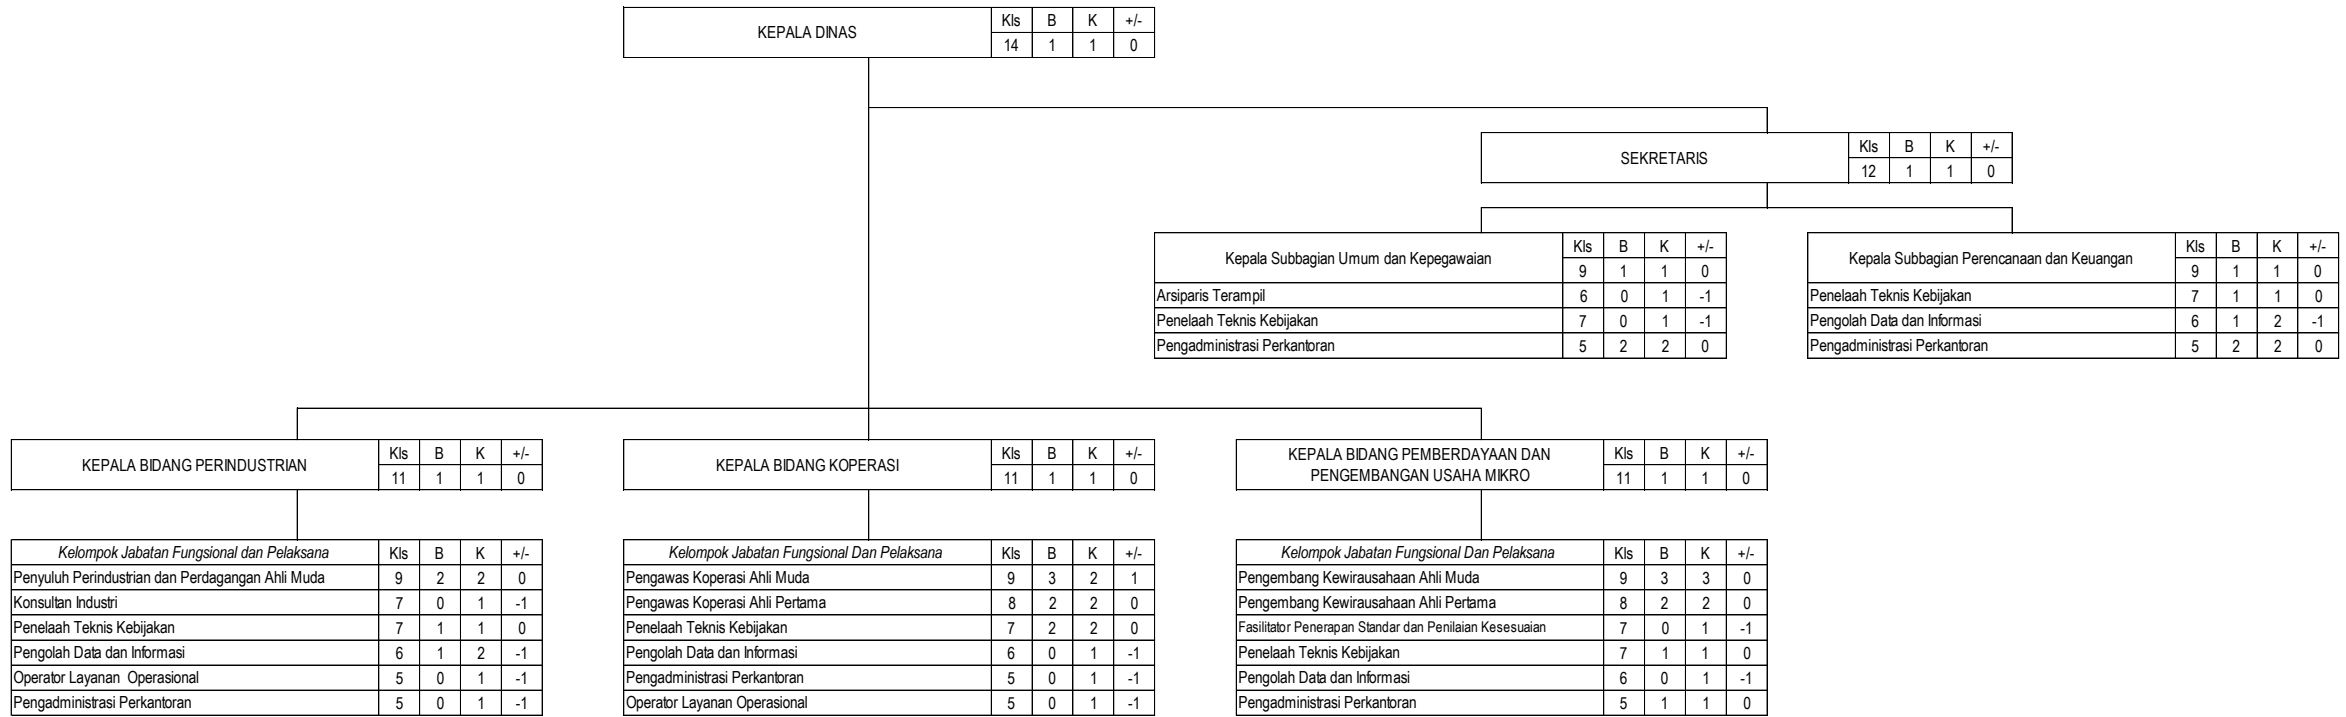 KEPALA DINAS Kls B K +/-
14 1 1 0
SEKRETARIS Kls B K +/-
12 1 1 0
Kepala Subbagian Umum dan Kepegawaian Kls B K +/-
9 1 1 0
Arsiparis Terampil 6 0 1 -1
Penelaah Teknis Kebijakan 7 0 1 -1
Pengadministrasi Perkantoran 5 2 2 0
Kepala Subbagian Perencanaan dan Keuangan Kls B K +/-
9 1 1 0
Penelaah Teknis Kebijakan 7 1 1 0
Pengolah Data dan Informasi 6 1 2 -1
Pengadministrasi Perkantoran 5 2 2 0
KEPALA BIDANG PERINDUSTRIAN Kls B K +/-
11 1 1 0
Kelompok Jabatan Fungsional dan Pelaksana Kls B K +/-
Penyuluh Perindustrian dan Perdagangan Ahli Muda 9 2 2 0
Konsultan Industri 7 0 1 -1
Penelaah Teknis Kebijakan 7 1 1 0
Pengolah Data dan Informasi 6 1 2 -1
Operator Layanan Operasional 5 0 1 -1
Pengadministrasi Perkantoran 5 0 1 -1
KEPALA BIDANG KOPERASI Kls B K +/-
11 1 1 0
Kelompok Jabatan Fungsional Dan Pelaksana Kls B K +/-
Pengawas Koperasi Ahli Muda 9 3 2 1
Pengawas Koperasi Ahli Pertama 8 2 2 0
Penelaah Teknis Kebijakan 7 2 2 0
Pengolah Data dan Informasi 6 0 1 -1
Pengadministrasi Perkantoran 5 0 1 -1
Operator Layanan Operasional 5 0 1 -1
KEPALA BIDANG PEMBERDAYAAN DAN Kls B K +/-
PENGEMBANGAN USAHA MIKRO 11 1 1 0
Kelompok Jabatan Fungsional Dan Pelaksana Kls B K +/-
Pengembang Kewirausahaan Ahli Muda 9 3 3 0
Pengembang Kewirausahaan Ahli Pertama 8 2 2 0
Fasilitator Penerapan Standar dan Penilaian Kesesuaian 7 0 1 -1
Penelaah Teknis Kebijakan 7 1 1 0
Pengolah Data dan Informasi 6 0 1 -1
Pengadministrasi Perkantoran 5 1 1 0